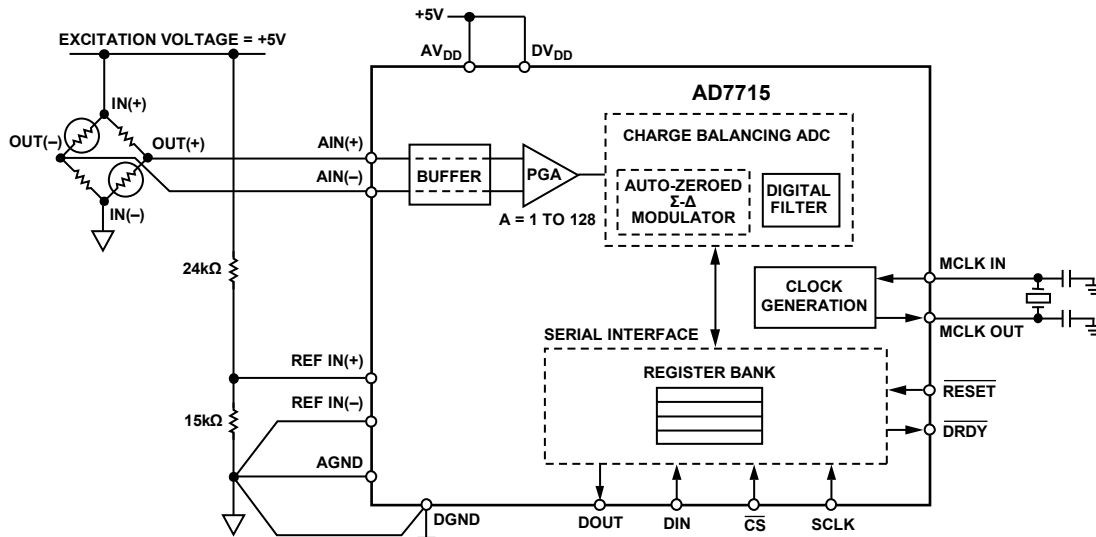 +5V
EXCITATION VOLTAGE = +5V
AVDD
DVDD
AD7715
IN(+)
CHARGE BALANCING ADC
OUT(–)
OUT(+)
AIN(+)
AIN(–)
BUFFER
PGA
AUTO-ZEROED
Σ-Δ
MODULATOR
DIGITAL
FILTER
IN(–)
A = 1 TO 128
24kΩ
MCLK IN
CLOCK
GENERATION
MCLK OUT
SERIAL INTERFACE
REF IN(+)
REGISTER BANK
RESET
REF IN(–)
15kΩ
DRDY
AGND
DGND
DOUT
DIN
CS
SCLK